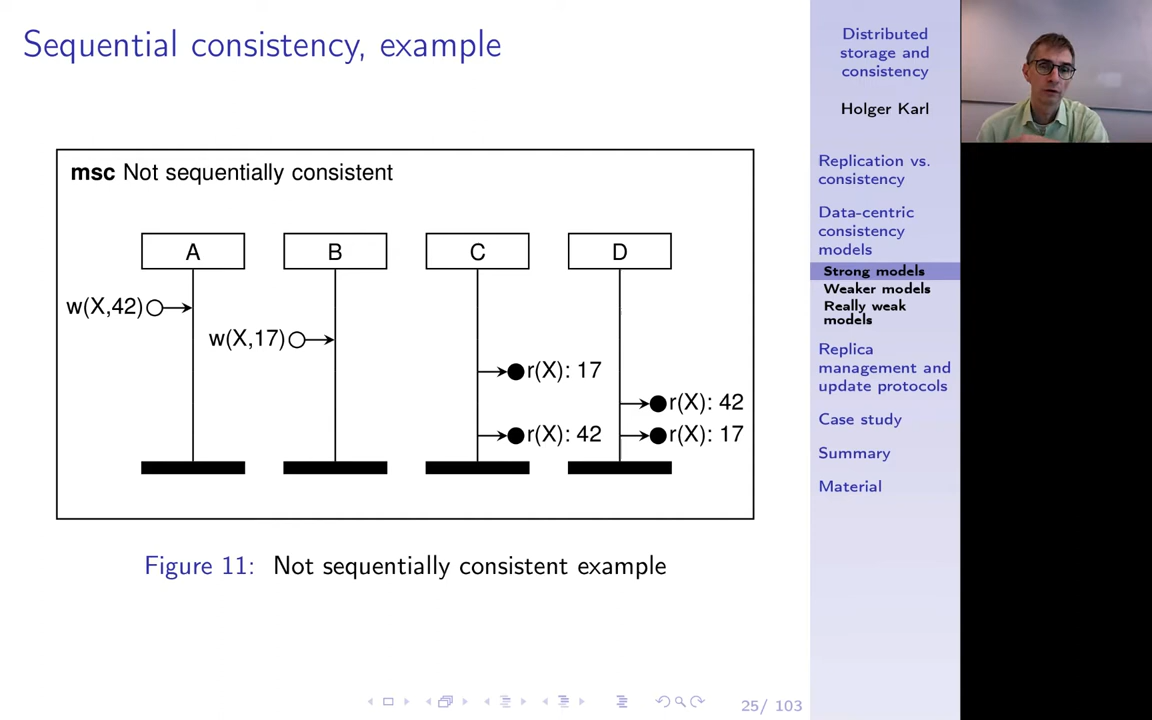 Sequential consistency, example
msc Not sequentially consistent
A
B
C
D
w(X,42)
w(X,17)
r(X): 17
r(X): 42
r(X): 42
r(X): 17
Figure 11: Not sequentially consistent example
25/ 103
Distributed
storage and
consistency
Holger Karl
Replication vs.
consistency
Data-centric
consistency
models
Strong models
Weaker models
Really weak
models
Replica
management and
update protocols
Case study
Summary
Material